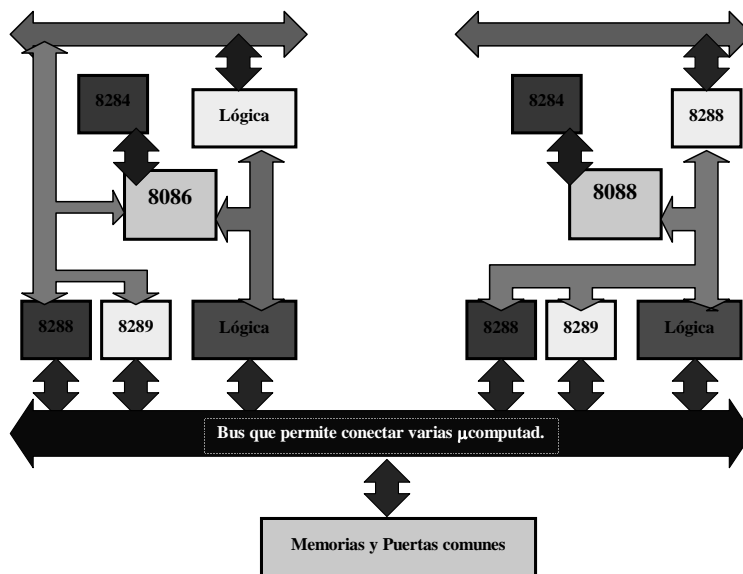 8284
Lógica
8284
8288
8086
8088
8288
8289
Lógica
8288
8289
Lógica
Bus que permite conectar varias μcomputad.
Memorias y Puertas comunes